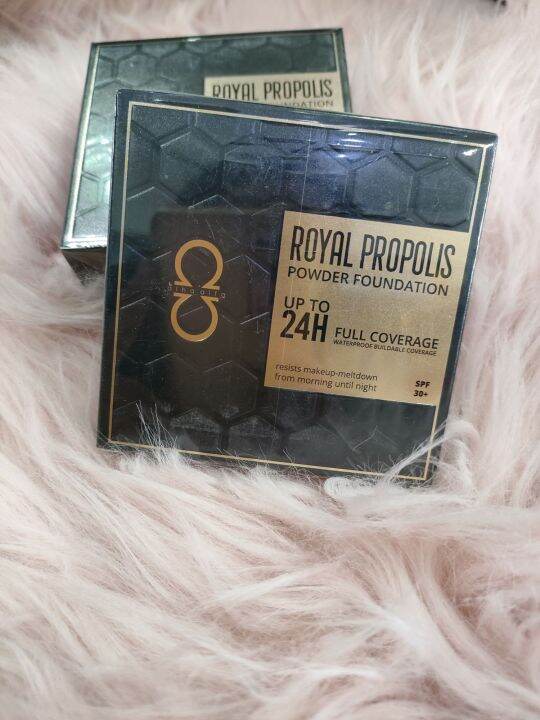 ROYAL PROPOLIS
ROYAL PROPOLIS
POWDER FOUNDATION
UP TO
24H FULL COVERAGE
WATERPROOF BUILDABLE COVERAGE
resists makeup-meltdown
from morning until night
SPF
30+